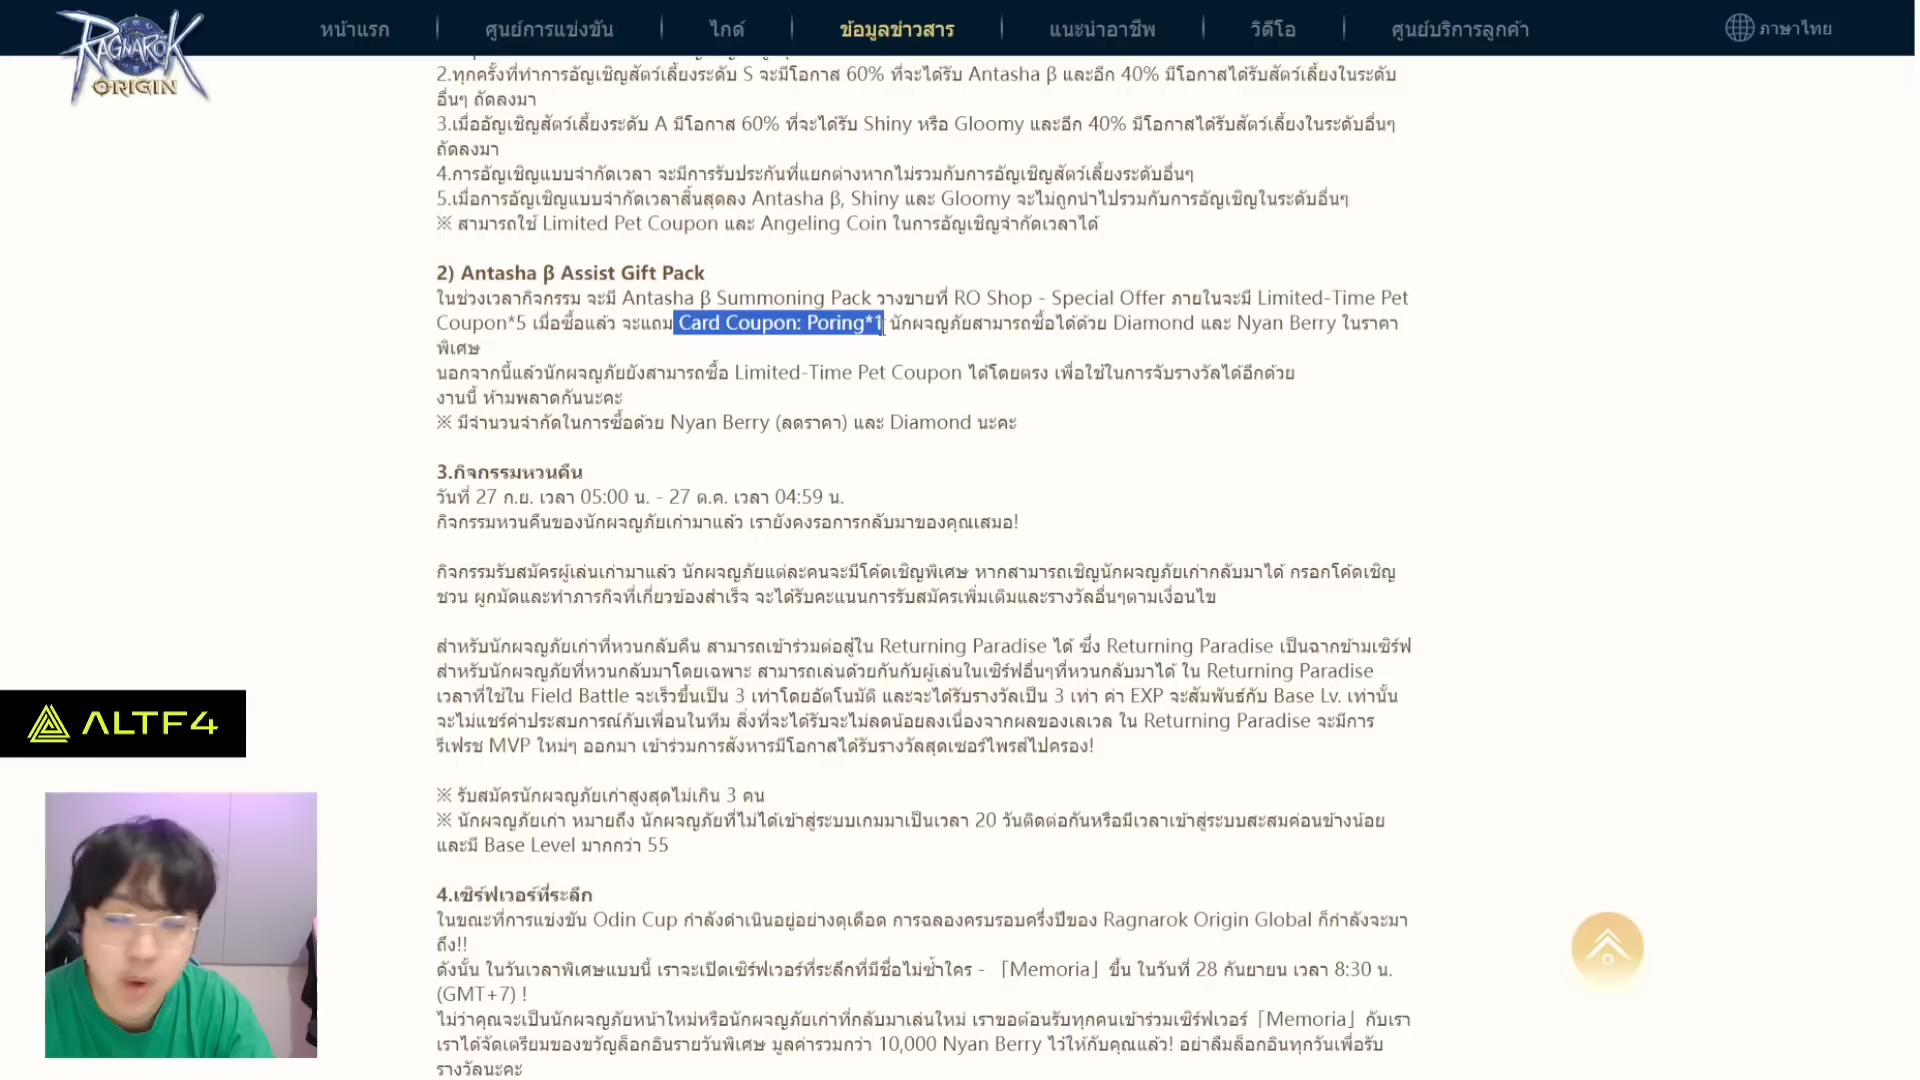 RAGNAROK
ORIGIN
หน้าแรก
ศูนย์การแข่งขัน
ไกด์
ข้อมูลข่าวสาร
แนะนำอาชีพ
วิดีโอ
ศูนย์บริการลูกค้า
ภาษาไทย
2.ทุกครั้งที่ทำการอัญเชิญสัตว์เลี้ยงระดับ S จะมีโอกาส 60% ที่จะได้รับ Antasha β และอีก 40% มีโอกาสได้รับสัตว์เลี้ยงในระดับ
อื่นๆ ถัดลงมา
3.เมื่ออัญเชิญสัตว์เลี้ยงระดับ A มีโอกาส 60% ที่จะได้รับ Shiny หรือ Gloomy และอีก 40% มีโอกาสได้รับสัตว์เลี้ยงในระดับอื่นๆ
ถัดลงมา
4.การอัญเชิญแบบจำกัดเวลา จะมีการรับประกันที่แยกต่างหากไม่รวมกับการอัญเชิญสัตว์เลี้ยงระดับอื่นๆ
5.เมื่อการอัญเชิญแบบจำกัดเวลาสิ้นสุดลง Antasha β, Shiny และ Gloomy จะไม่ถูกนำไปรวมกับการอัญเชิญในระดับอื่นๆ
※ สามารถใช้ Limited Pet Coupon และ Angeling Coin ในการอัญเชิญจำกัดเวลาได้
2) Antasha β Assist Gift Pack
ในช่วงเวลากิจกรรม จะมี Antasha β Summoning Pack วางขายที่ RO Shop - Special Offer ภายในจะมี Limited-Time Pet
Coupon*5 เมื่อซื้อแล้ว จะแถม Card Coupon: Poring*1 นักผจญภัยสามารถซื้อได้ด้วย Diamond และ Nyan Berry ในราคา
พิเศษ
นอกจากนี้แล้วนักผจญภัยยังสามารถซื้อ Limited-Time Pet Coupon ได้โดยตรง เพื่อใช้ในการจับรางวัลได้อีกด้วย
งานนี้ ห้ามพลาดกันนะคะ
※ มีจำนวนจำกัดในการซื้อด้วย Nyan Berry (ลดราคา) และ Diamond นะคะ
3.กิจกรรมหวนคืน
วันที่ 27 ก.ย. เวลา 05:00 น. - 27 ต.ค. เวลา 04:59 น.
กิจกรรมหวนคืนของนักผจญภัยเก่ามาแล้ว เรายังคงรอการกลับมาของคุณเสมอ!
กิจกรรมรับสมัครผู้เล่นเก่ามาแล้ว นักผจญภัยแต่ละคนจะมีโค้ดเชิญพิเศษ หากสามารถเชิญนักผจญภัยเก่ากลับมาได้ กรอกโค้ดเชิญ
ชวน ผูกมัดและทำภารกิจที่เกี่ยวข้องสำเร็จ จะได้รับคะแนนการรับสมัครเพิ่มเติมและรางวัลอื่นๆตามเงื่อนไข
สำหรับนักผจญภัยเก่าที่หวนกลับคืน สามารถเข้าร่วมต่อสู้ใน Returning Paradise ได้ ซึ่ง Returning Paradise เป็นฉากข้ามเซิร์ฟ
สำหรับนักผจญภัยที่หวนกลับมาโดยเฉพาะ สามารถเล่นด้วยกันกับผู้เล่นในเซิร์ฟอื่นๆที่หวนกลับมาได้ ใน Returning Paradise
เวลาที่ใช้ใน Field Battle จะเร็วขึ้นเป็น 3 เท่าโดยอัตโนมัติ และจะได้รับรางวัลเป็น 3 เท่า ค่า EXP จะสัมพันธ์กับ Base Lv. เท่านั้น
จะไม่แชร์ค่าประสบการณ์กับเพื่อนในทีม สิ่งที่จะได้รับจะไม่ลดน้อยลงเนื่องจากผลของเลเวล ใน Returning Paradise จะมีการ
รีเฟรช MVP ใหม่ๆ ออกมา เข้าร่วมการสังหารมีโอกาสได้รับรางวัลสุดเซอร์ไพรส์ไปครอง!
※ รับสมัครนักผจญภัยเก่าสูงสุดไม่เกิน 3 คน
※ นักผจญภัยเก่า หมายถึง นักผจญภัยที่ไม่ได้เข้าสู่ระบบเกมมาเป็นเวลา 20 วันติดต่อกันหรือมีเวลาเข้าสู่ระบบสะสมค่อนข้างน้อย
และมี Base Level มากกว่า 55
4.เซิร์ฟเวอร์ที่ระลึก
ในขณะที่การแข่งขัน Odin Cup กำลังดำเนินอยู่อย่างดุเดือด การฉลองครบรอบครึ่งปีของ Ragnarok Origin Global ก็กำลังจะมา
ถึง!!
ดังนั้น ในวันเวลาพิเศษแบบนี้ เราจะเปิดเซิร์ฟเวอร์ที่ระลึกที่มีชื่อไม่ซ้ำใคร - 「Memoria」 ขึ้น ในวันที่ 28 กันยายน เวลา 8:30 น.
(GMT+7) !
ไม่ว่าคุณจะเป็นนักผจญภัยหน้าใหม่หรือนักผจญภัยเก่าที่กลับมาเล่นใหม่ เราขอต้อนรับทุกคนเข้าร่วมเซิร์ฟเวอร์「Memoria」กับเรา
เราได้จัดเตรียมของขวัญล็อกอินรายวันพิเศษ มูลค่ารวมกว่า 10,000 Nyan Berry ไว้ให้กับคุณแล้ว! อย่าลืมล็อกอินทุกวันเพื่อรับ
รางวัลนะคะ
ALTF4